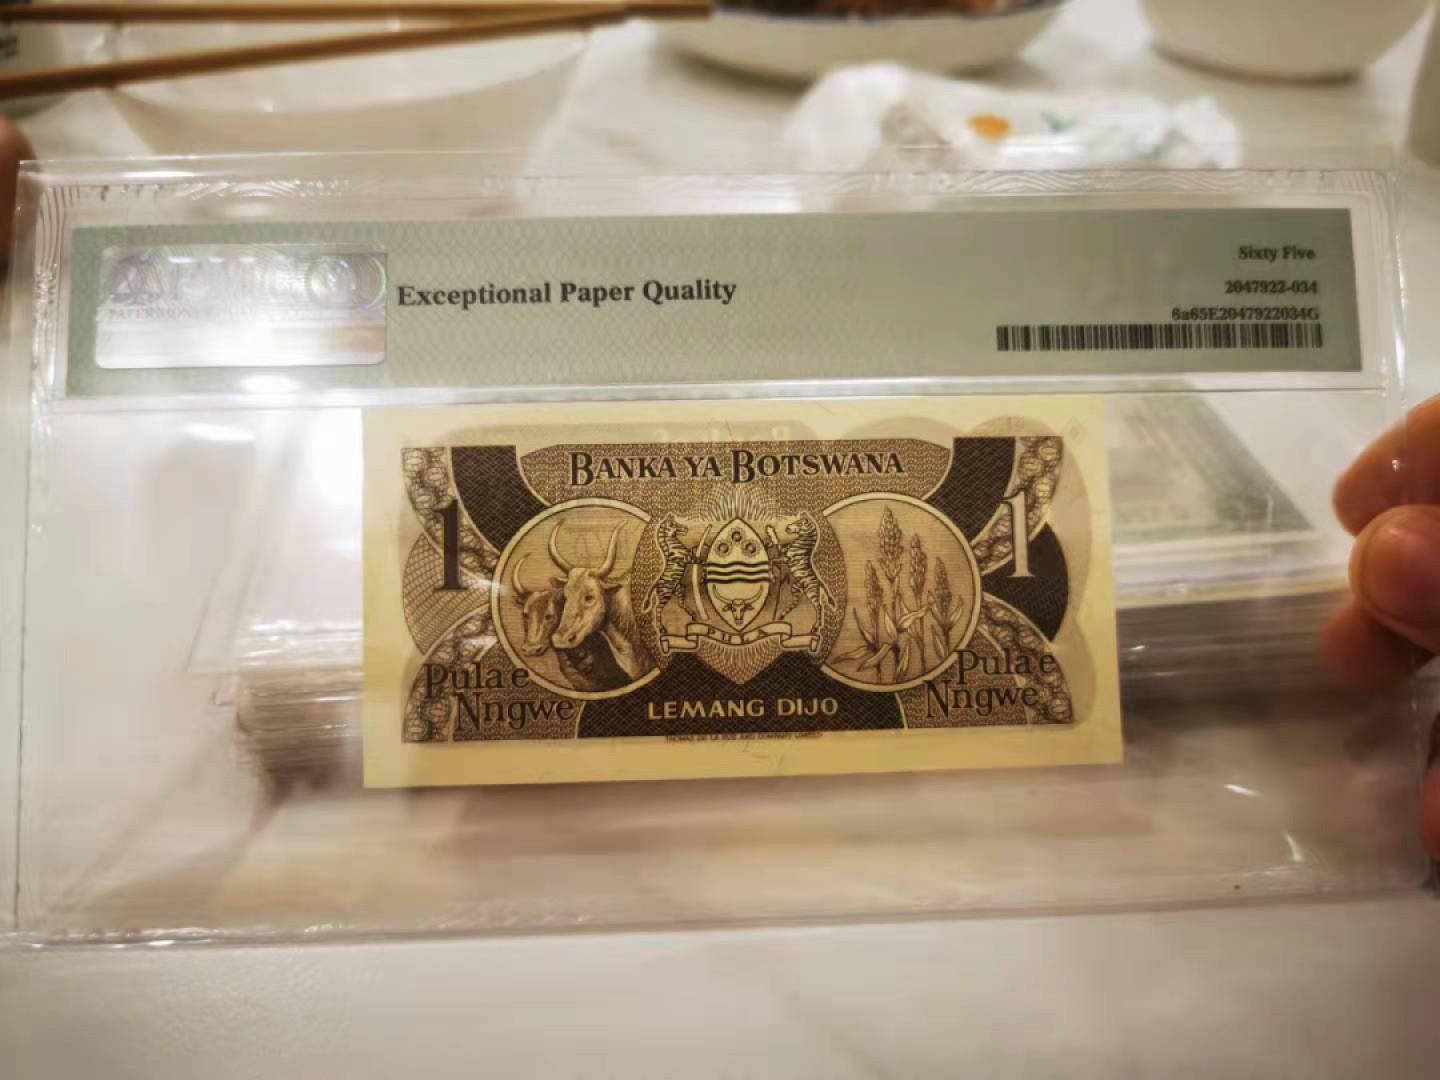 Exceptional Paper Quality
Sixty Five
2047922-034
6a65E2047922034G
BANKA YA BOTSWANA
1
1
PULA
Pula e
Nngwe
Pula e
Nngwe
LEMANG DIJO